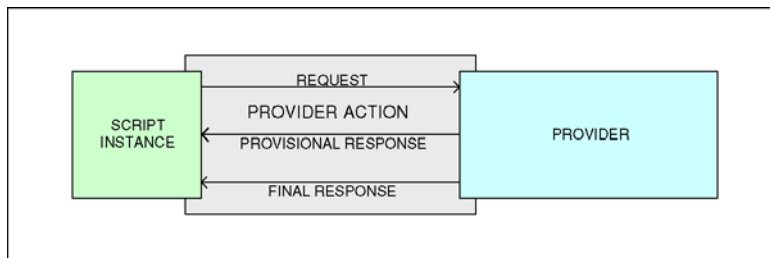 REQUEST
PROVIDER ACTION
SCRIPT
INSTANCE
PROVIDER
PROVISIONAL RESPONSE
FINAL RESPONSE